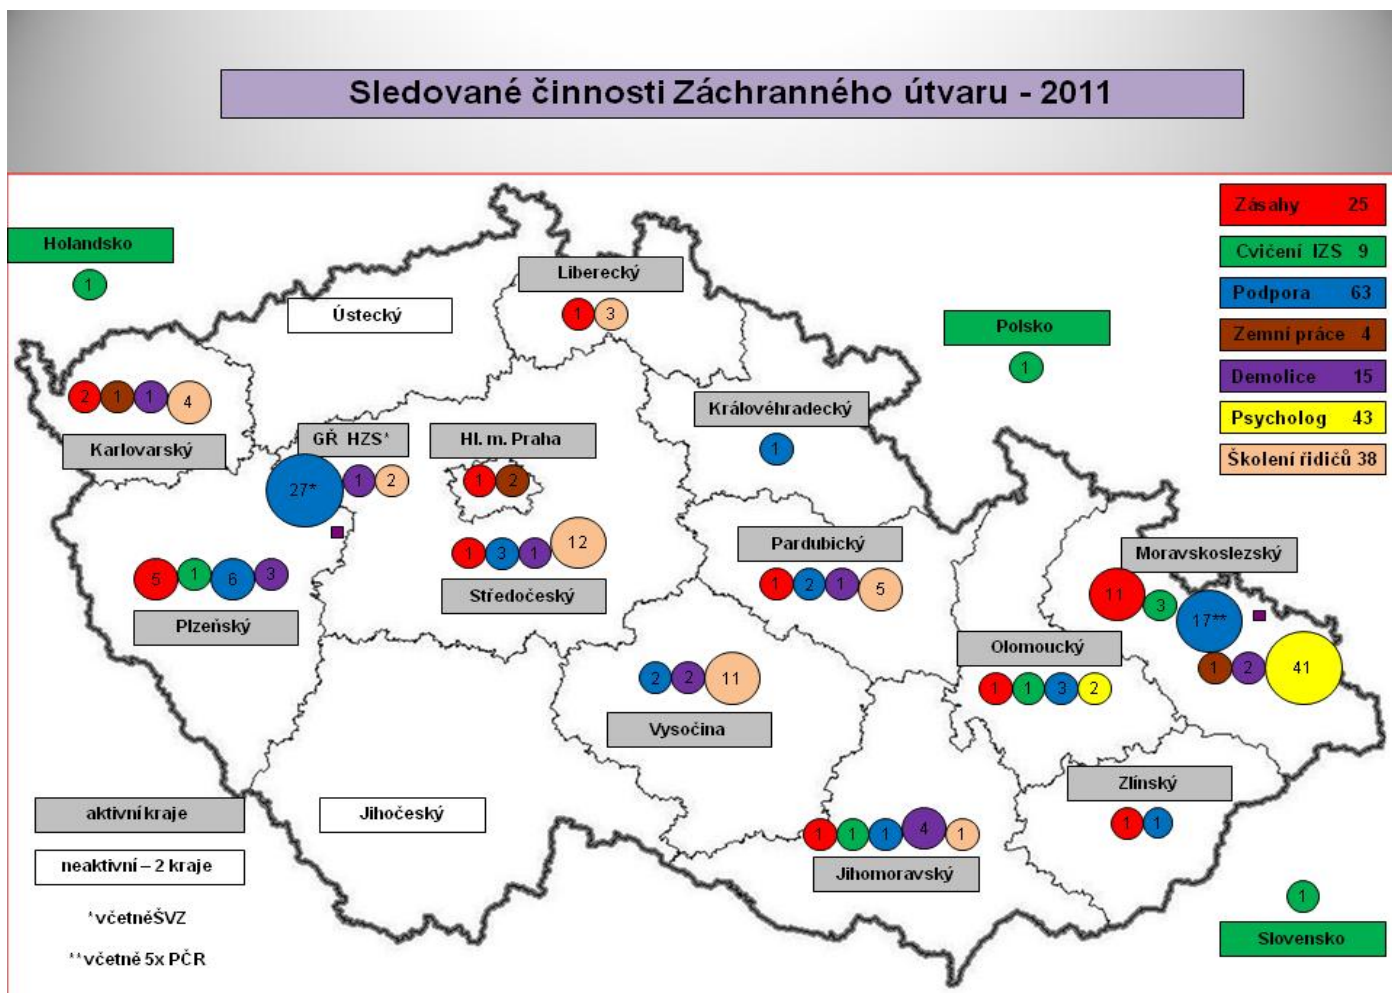 Sledované činnosti Záchranného útvaru - 2011
Holandsko
1
Liberecký
1 3
Ústecký
Polsko
1
Zásahy 25
Cvičení IZS 9
Podpora 63
Zemní práce 4
Demolice 15
Psycholog 43
Školení řidičů 38
2 1 1 4
Karlovarský
GŘ HZS*
27* 1 2
Hl. m. Praha
1 2
Královéhradecký
1
1 3 1 12
Středočeský
Pardubický
1 2 1 5
Moravskoslezský
11 3 17**
1 2 41
5 1 6 3
Plzeňský
Olomoucký
1 1 3 2
2 2 11
Vysočina
Zlínský
1 1
Jihočeský
1 1 1 4 1
Jihomoravský
aktivní kraje
neaktivní – 2 kraje
*včetněŠVZ
**včetně 5x PČR
1
Slovensko